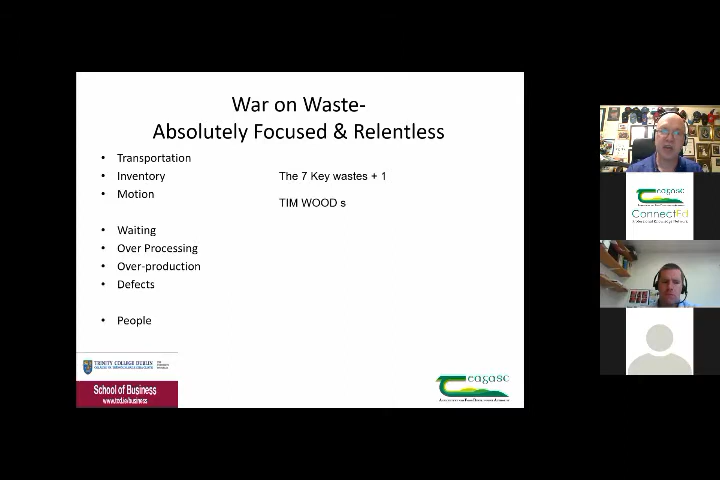 War on Waste-
Absolutely Focused & Relentless
• Transportation
• Inventory
• Motion
The 7 Key wastes + 1
TIM WOOD s
• Waiting
• Over Processing
• Over-production
• Defects
• People
TRINITY COLLEGE DUBLIN
School of Business
www.tcd.ie/business
teagasc
teagasc
ConnectEd